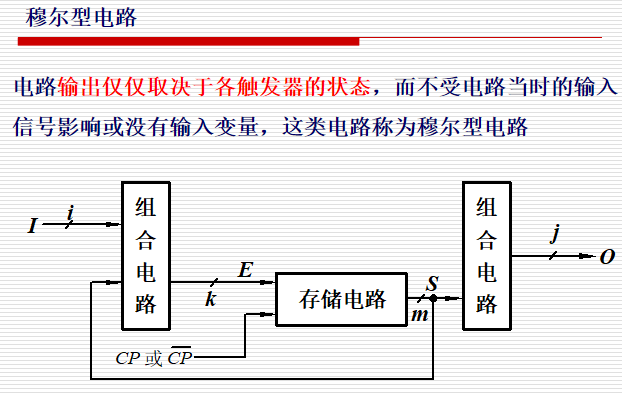 穆尔型电路
电路输出仅仅取决于各触发器的状态，而不受电路当时的输入
信号影响或没有输入变量，这类电路称为穆尔型电路
I
i
组合电路
E
k
存储电路
S
m
组合电路
j
O
CP 或 C̅P̅